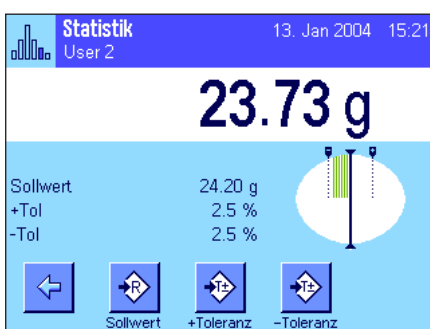 Statistik 13. Jan 2004 15:21
User 2
23.73 g
Sollwert 24.20 g
+Tol 2.5 %
-Tol 2.5 %
R T± T±
Sollwert +Toleranz -Toleranz